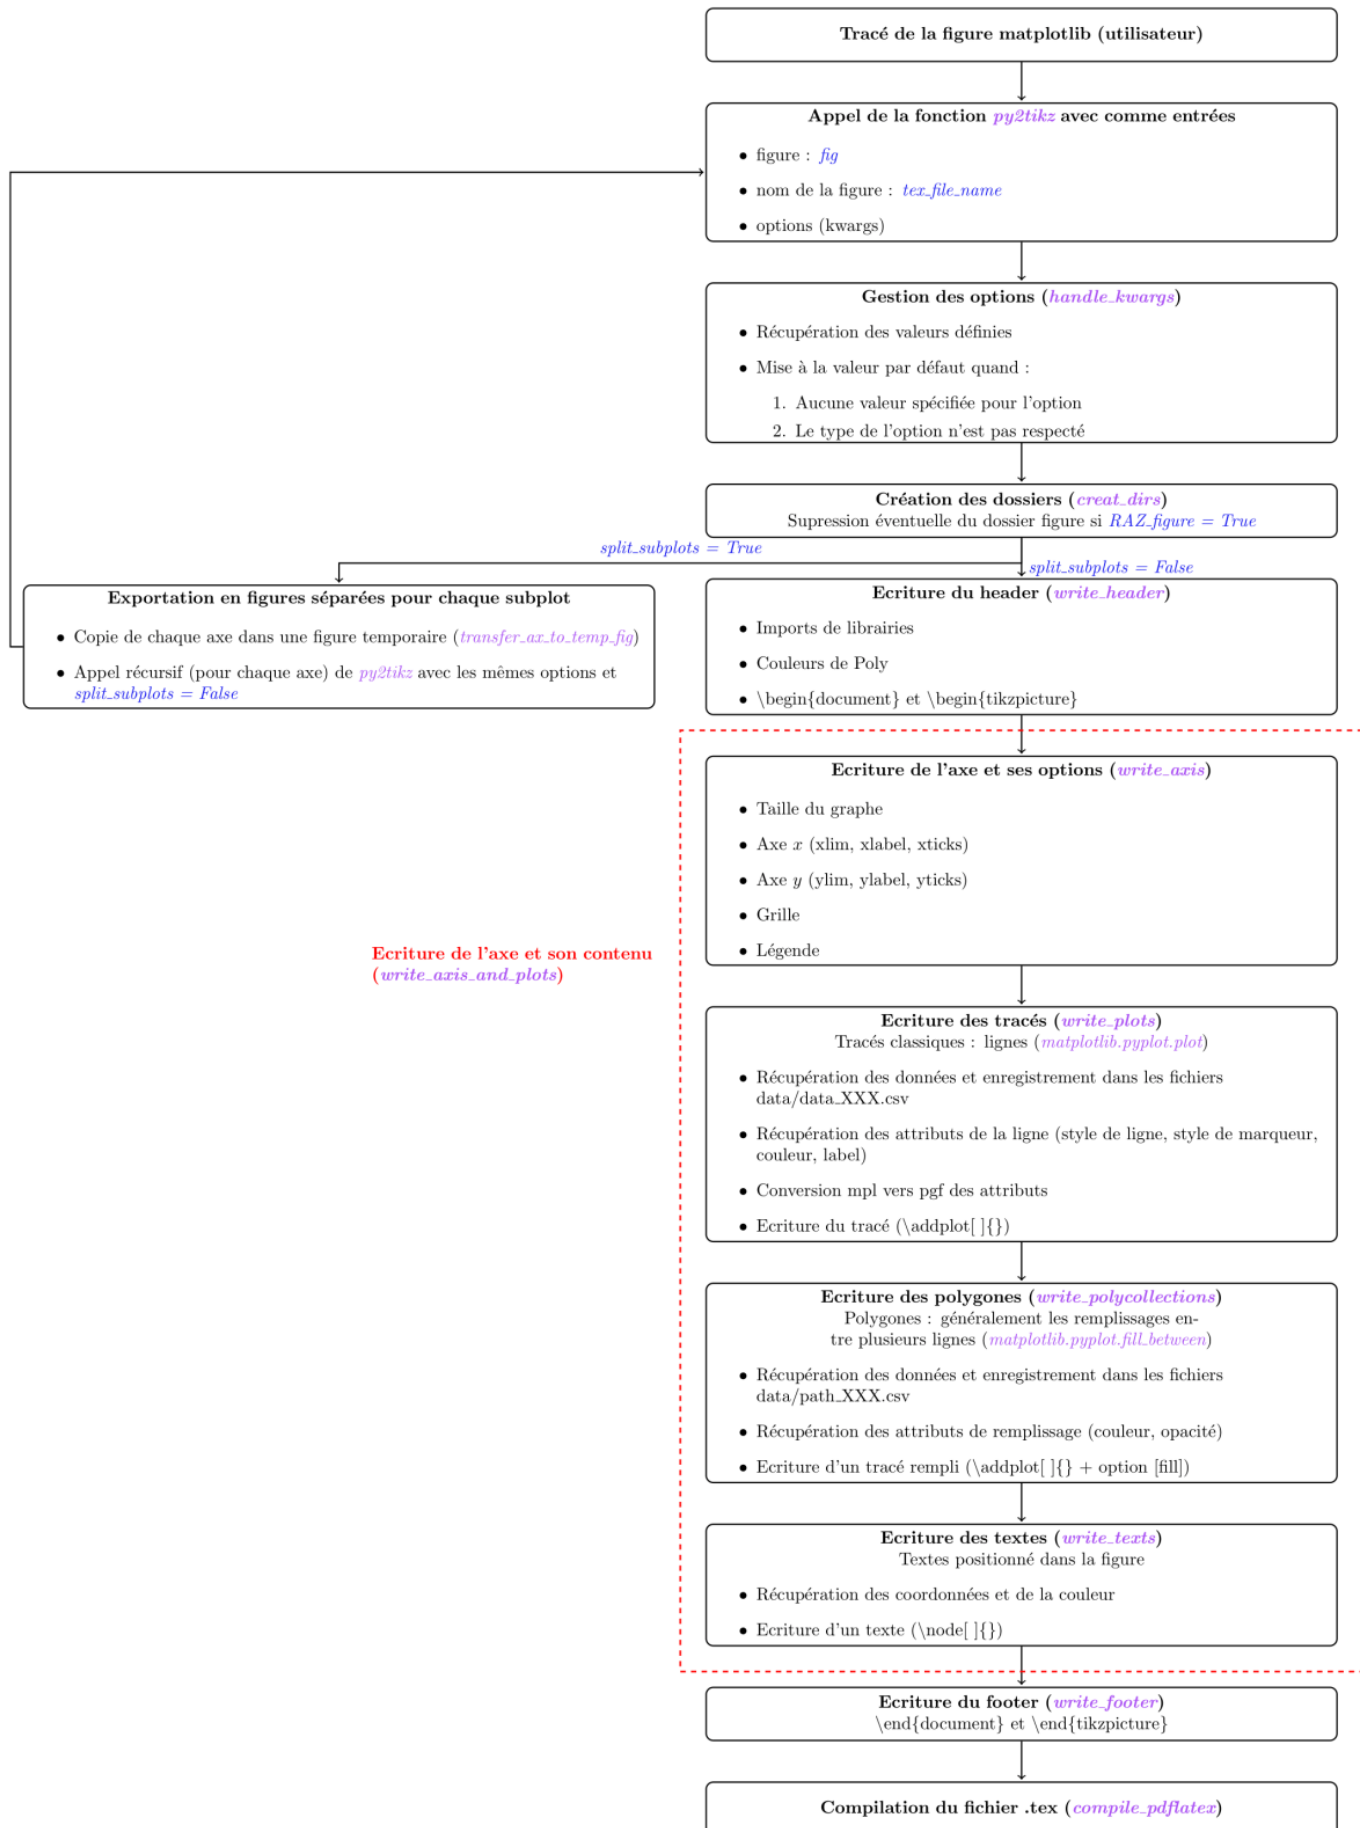 Tracé de la figure matplotlib (utilisateur)
Appel de la fonction py2tikz avec comme entrées
• figure : fig
• nom de la figure : tex_file_name
• options (kwargs)
Gestion des options (handle_kwargs)
• Récupération des valeurs définies
• Mise à la valeur par défaut quand :
1. Aucune valeur spécifiée pour l'option
2. Le type de l'option n'est pas respecté
Création des dossiers (creat_dirs)
Supression éventuelle du dossier figure si RAZ_figure = True
split_subplots = True
split_subplots = False
Exportation en figures séparées pour chaque subplot
• Copie de chaque axe dans une figure temporaire (transfer_ax_to_temp_fig)
• Appel récursif (pour chaque axe) de py2tikz avec les mêmes options et
split_subplots = False
Ecriture du header (write_header)
• Imports de librairies
• Couleurs de Poly
• \begin{document} et \begin{tikzpicture}
Ecriture de l'axe et son contenu
(write_axis_and_plots)
Ecriture de l'axe et ses options (write_axis)
• Taille du graphe
• Axe x (xlim, xlabel, xticks)
• Axe y (ylim, ylabel, yticks)
• Grille
• Légende
Ecriture des tracés (write_plots)
Tracés classiques : lignes (matplotlib.pyplot.plot)
• Récupération des données et enregistrement dans les fichiers
data/data_XXX.csv
• Récupération des attributs de la ligne (style de ligne, style de marqueur,
couleur, label)
• Conversion mpl vers pgf des attributs
• Ecriture du tracé (\addplot[ ]{})
Ecriture des polygones (write_polycollections)
Polygones : généralement les remplissages en-
tre plusieurs lignes (matplotlib.pyplot.fill_between)
• Récupération des données et enregistrement dans les fichiers
data/path_XXX.csv
• Récupération des attributs de remplissage (couleur, opacité)
• Ecriture d'un tracé rempli (\addplot[ ]{} + option [fill])
Ecriture des textes (write_texts)
Textes positionné dans la figure
• Récupération des coordonnées et de la couleur
• Ecriture d'un texte (\node[ ]{})
Ecriture du footer (write_footer)
\end{document} et \end{tikzpicture}
Compilation du fichier .tex (compile_pdflatex)